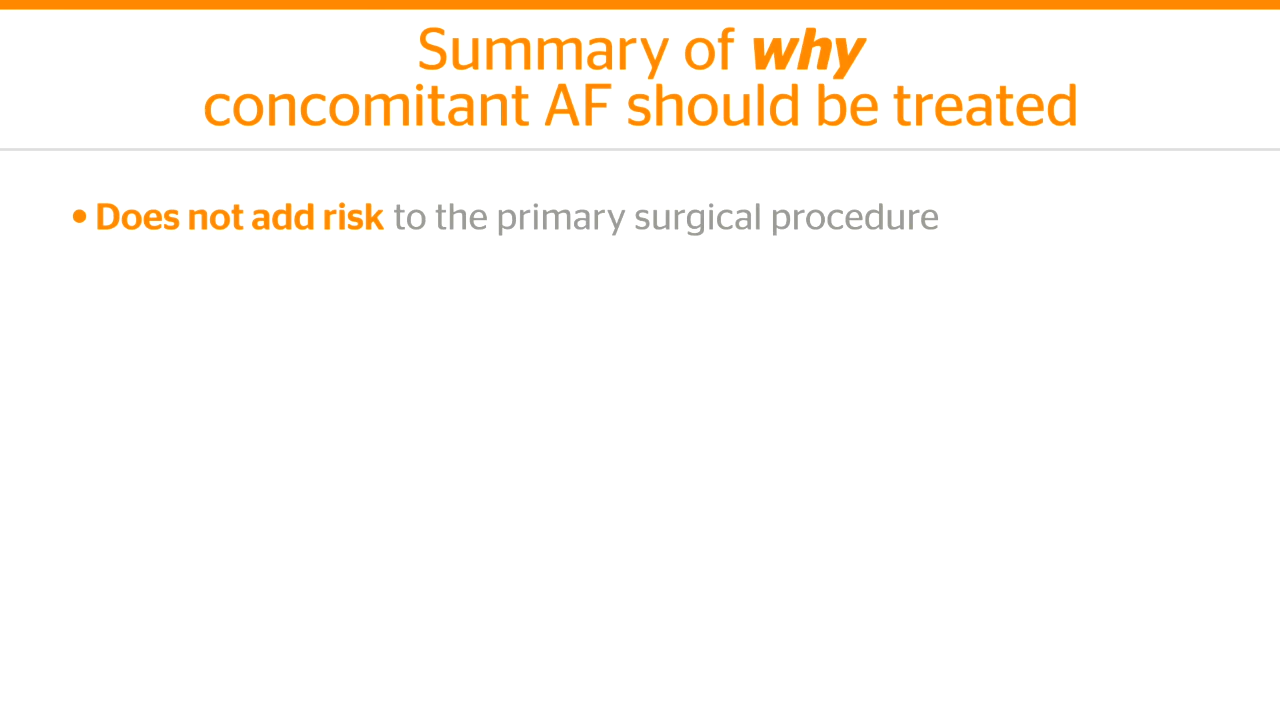 Summary of why
concomitant AF should be treated
• Does not add risk to the primary surgical procedure